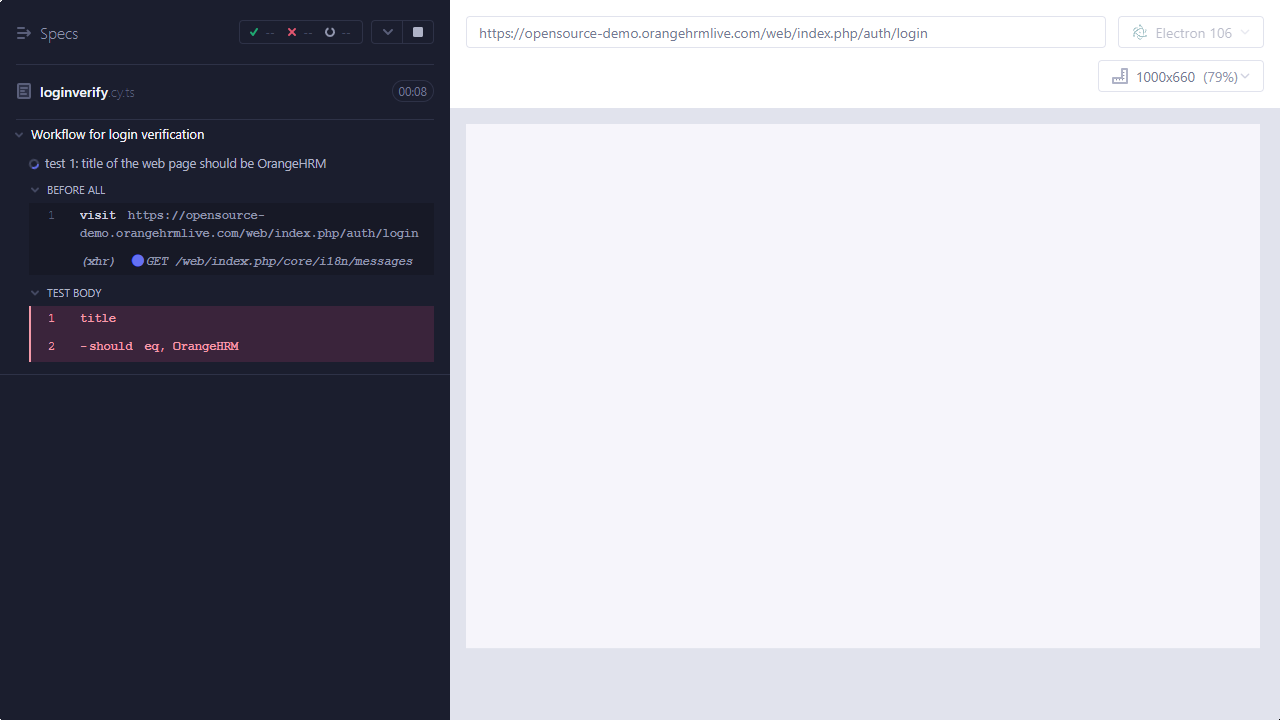 Specs
--
--
--
https://opensource-demo.orangehrmlive.com/web/index.php/auth/login
Electron 106
1000x660 (79%)
loginverify.cy.ts
00:08
Workflow for login verification
test 1: title of the web page should be OrangeHRM
BEFORE ALL
1 visit https://opensource-
demo.orangehrmlive.com/web/index.php/auth/login
(xhr) GET /web/index.php/core/i18n/messages
TEST BODY
1 title
2 -should eq, OrangeHRM